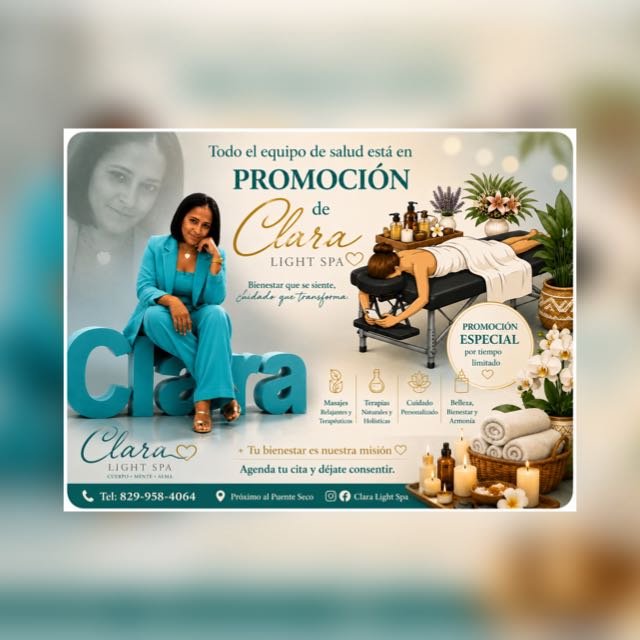 Todo el equipo de salud está en
PROMOCIÓN
de
Clara
LIGHT SPA
Bienestar que se siente,
cuidado que transforma.
Clara
PROMOCIÓN
ESPECIAL
por tiempo
limitado
Masajes
Relajantes y
Terapéuticos
Terapias
Naturales y
Holísticas
Cuidado
Personalizado
Belleza,
Bienestar y
Armonía
Clara
LIGHT SPA
CUERPO • MENTE • ALMA
+ Tu bienestar es nuestra misión
Agenda tu cita y déjate consentir.
Tel: 829-958-4064
Próximo al Puente Seco
Clara Light Spa